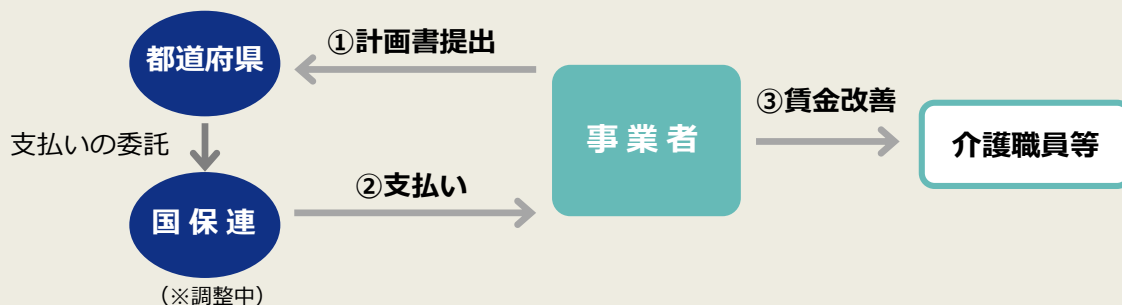 都道府県
①計画書提出
事業者
③賃金改善
介護職員等
支払いの委託
②支払い
国保連
（※調整中）